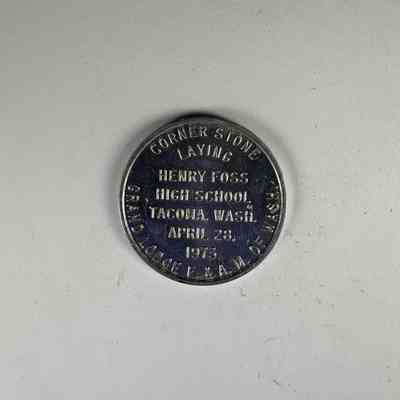 CORNER STONE
LAYING
HENRY FOSS
HIGH SCHOOL
TACOMA, WASH.
APRIL 28,
1973
GRAND LODGE F. & A. M. OF WASH.